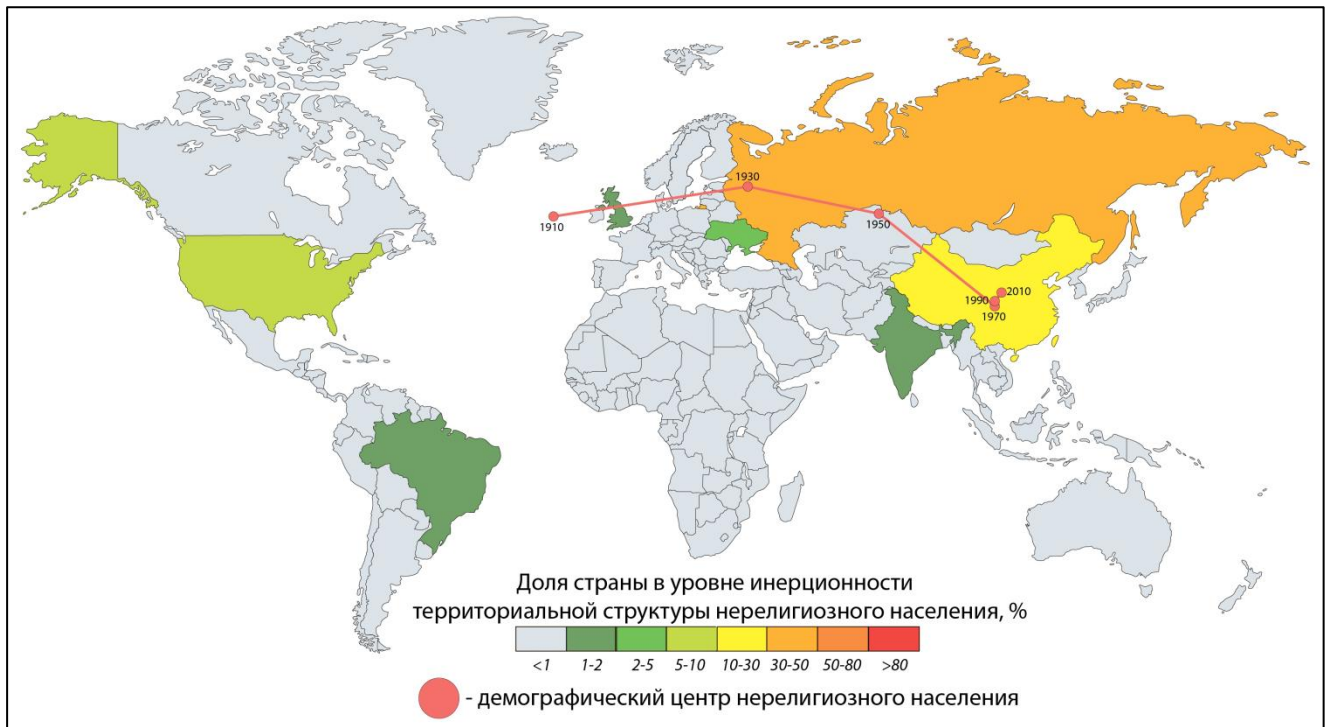 1930
1910
1950
1990
2010
1970
Доля страны в уровне инерционности
территориальной структуры нерелигиозного населения, %
<1 1-2 2-5 5-10 10-30 30-50 50-80 >80
- демографический центр нерелигиозного населения